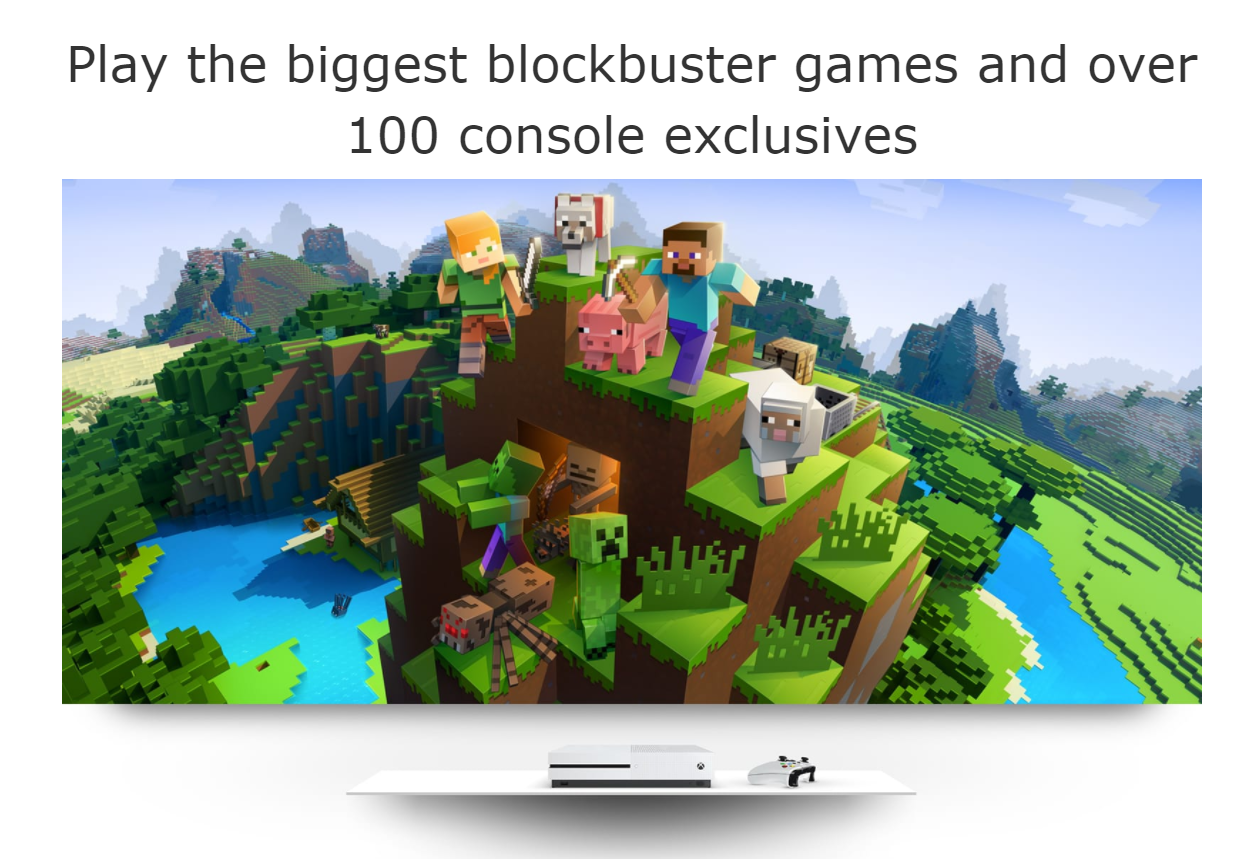 Play the biggest blockbuster games and over
100 console exclusives